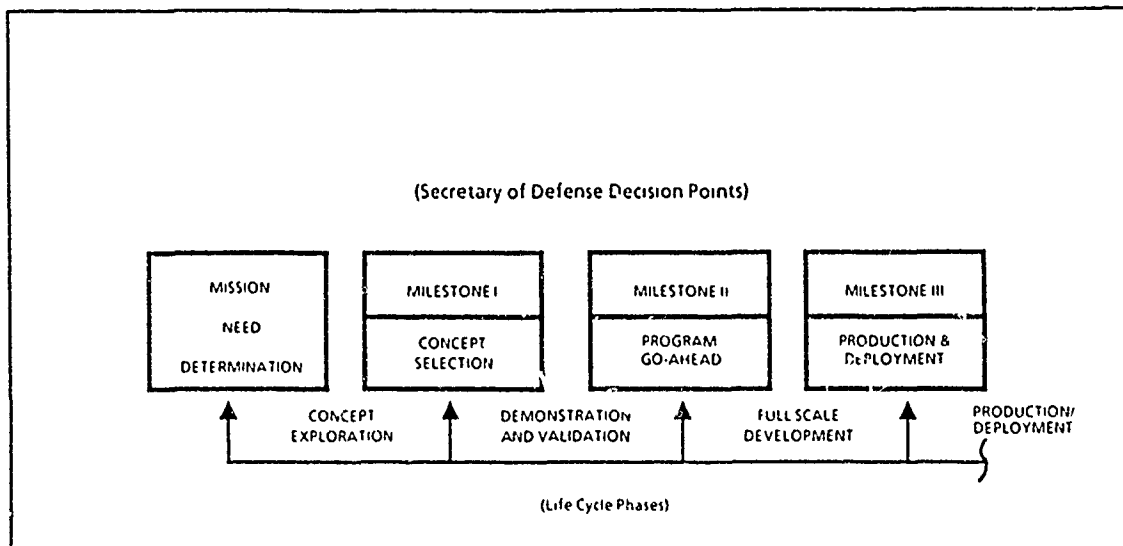 (Secretary of Defense Decision Points)
MISSION
NEED
DETERMINATION
MILESTONE I
CONCEPT
SELECTION
MILESTONE II
PROGRAM
GO-AHEAD
MILESTONE III
PRODUCTION &
DEPLOYMENT
CONCEPT
EXPLORATION
DEMONSTRATION
AND VALIDATION
FULL SCALE
DEVELOPMENT
PRODUCTION/
DEPLOYMENT
(Life Cycle Phases)